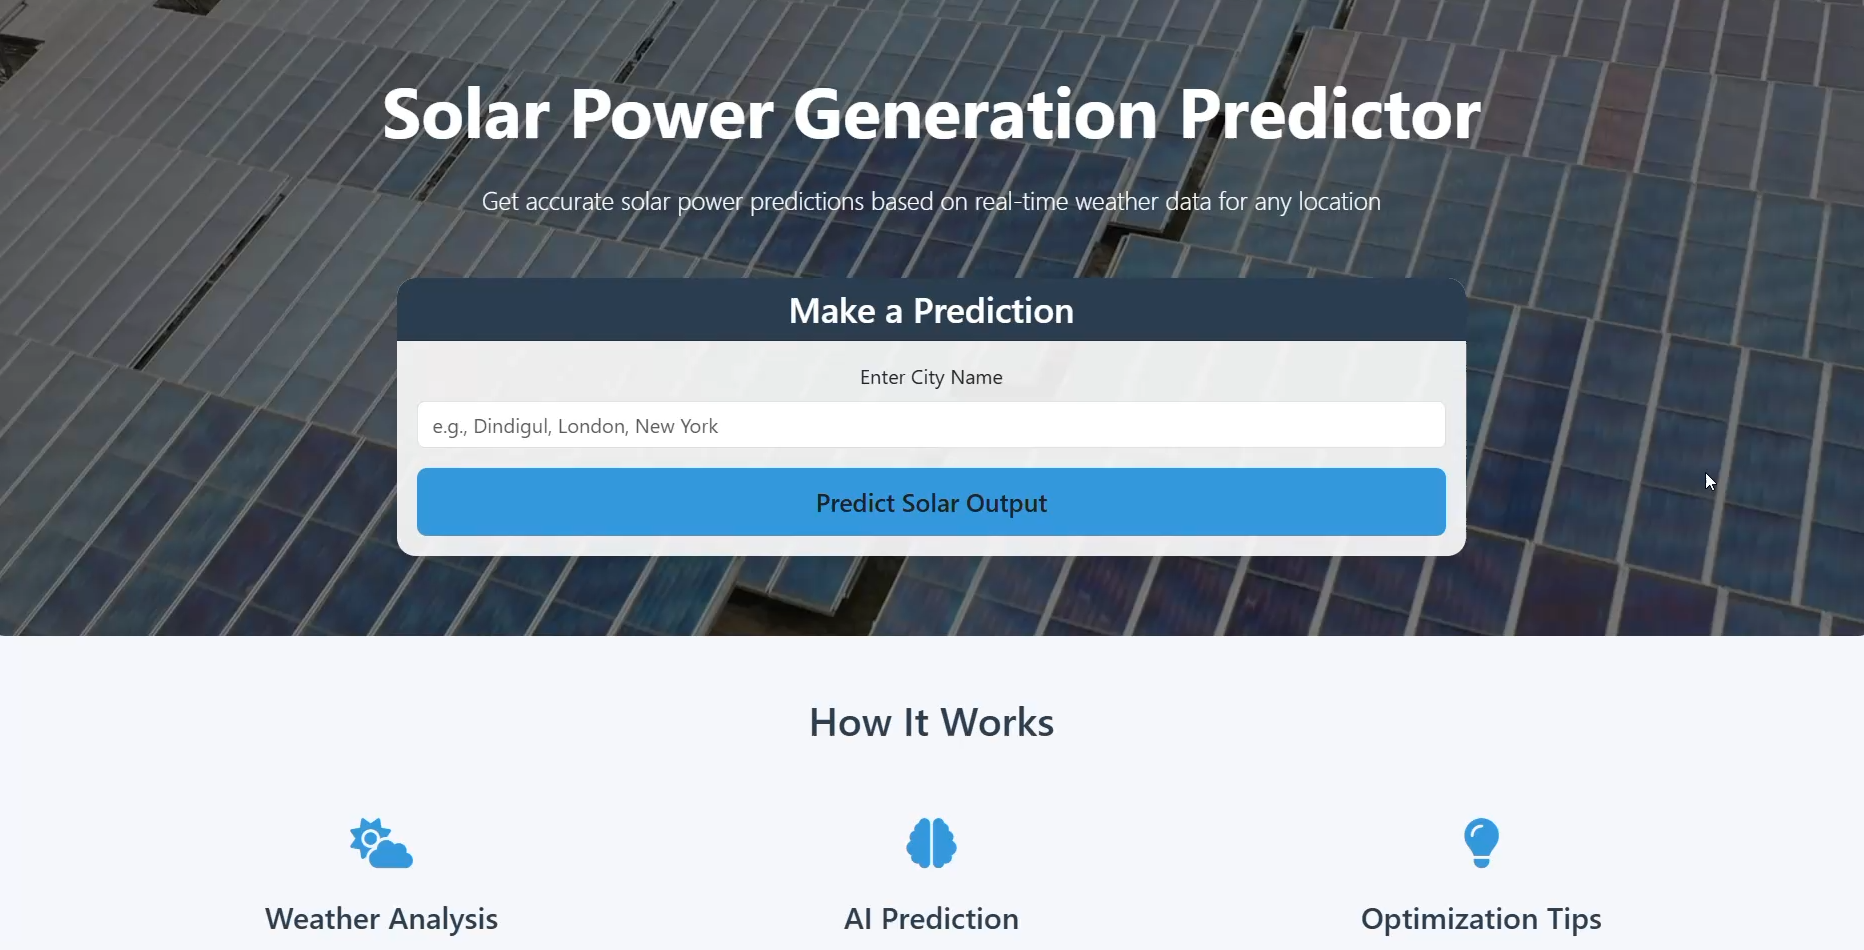 Solar Power Generation Predictor
Get accurate solar power predictions based on real-time weather data for any location
Make a Prediction
Enter City Name
e.g., Dindigul, London, New York
Predict Solar Output
How It Works
Weather Analysis
AI Prediction
Optimization Tips